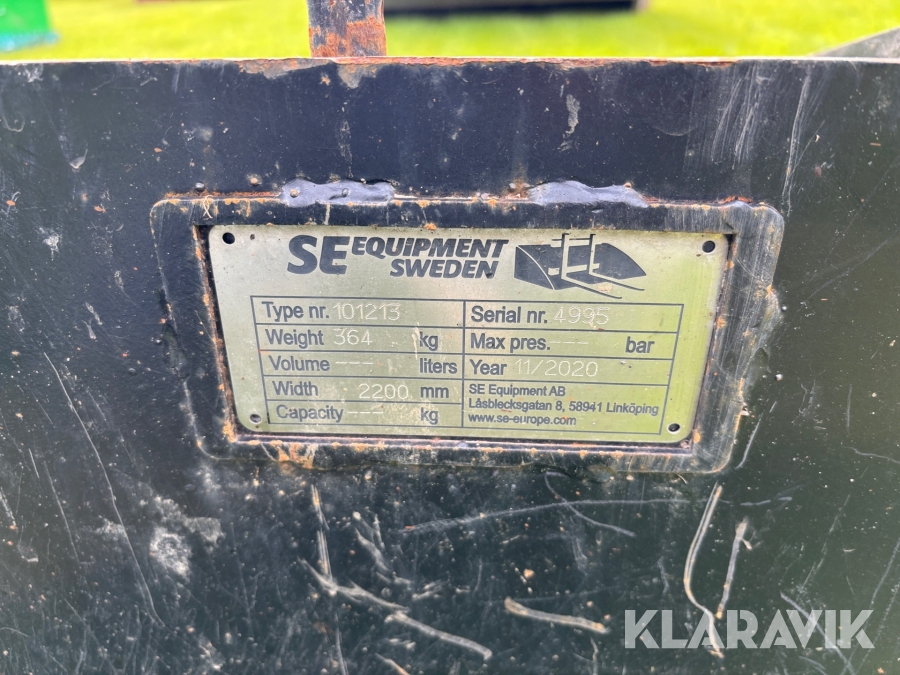 SE EQUIPMENT
SWEDEN
Type nr. 101213 Serial nr. 4995
Weight 364 kg Max pres. --- bar
Volume --- liters Year 11/2020
Width 2200 mm SE Equipment AB
Låsblecksgatan 8, 58941 Linköping
Capacity --- kg www.se-europe.com
KLARAVIK